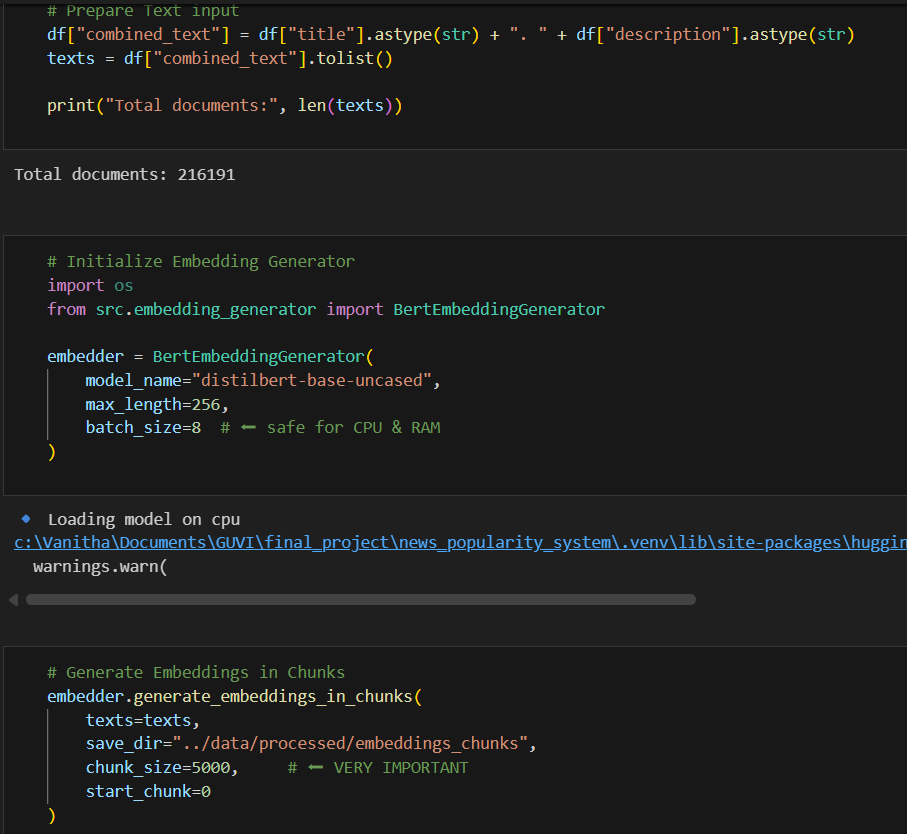 # Prepare Text input
df["combined_text"] = df["title"].astype(str) + ". " + df["description"].astype(str)
texts = df["combined_text"].tolist()
print("Total documents:", len(texts))
Total documents: 216191
# Initialize Embedding Generator
import os
from src.embedding_generator import BertEmbeddingGenerator
embedder = BertEmbeddingGenerator(
model_name="distilbert-base-uncased",
max_length=256,
batch_size=8  # ⬅ safe for CPU & RAM
)
🔹 Loading model on cpu
c:\Vanitha\Documents\GUVI\final_project\news_popularity_system\.venv\lib\site-packages\huggin
warnings.warn(
# Generate Embeddings in Chunks
embedder.generate_embeddings_in_chunks(
texts=texts,
save_dir="../data/processed/embeddings_chunks",
chunk_size=5000,     # ⬅ VERY IMPORTANT
start_chunk=0
)